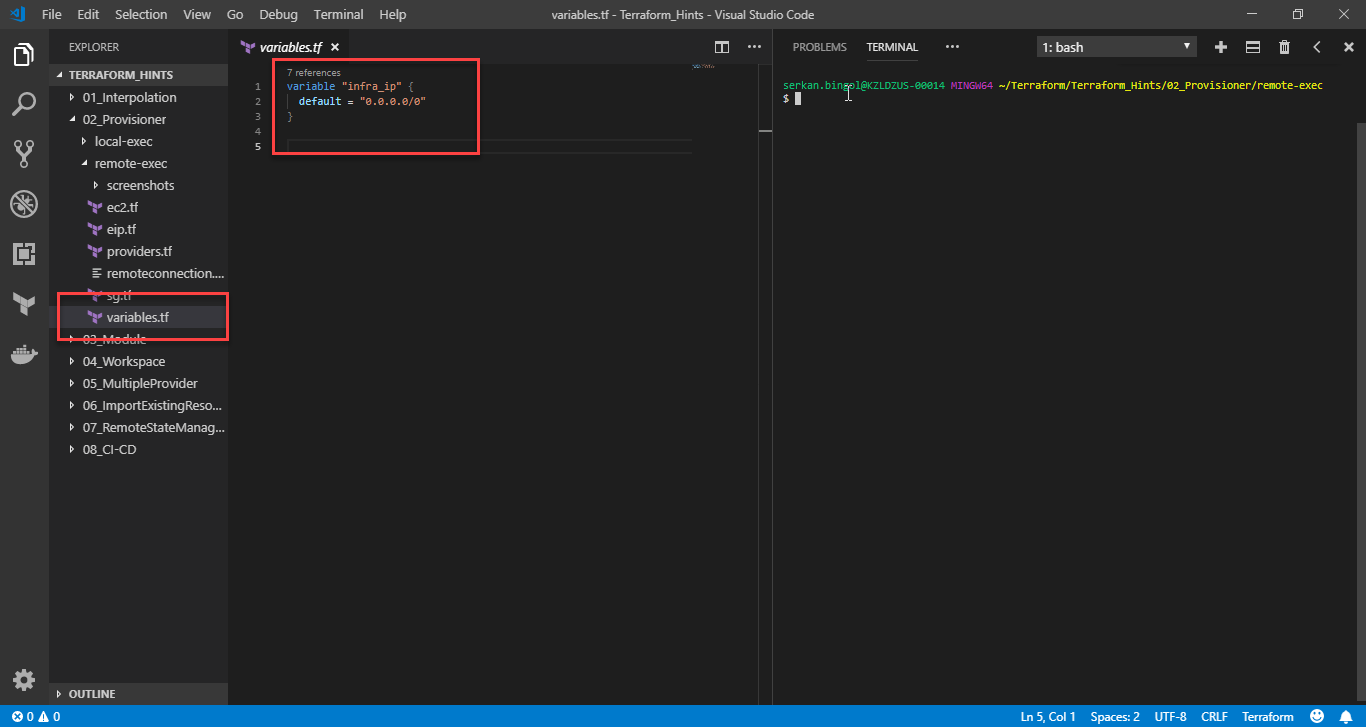 File Edit Selection View Go Debug Terminal Help
variables.tf - Terraform_Hints - Visual Studio Code
EXPLORER
TERRAFORM_HINTS
01_Interpolation
02_Provisioner
local-exec
remote-exec
screenshots
ec2.tf
eip.tf
providers.tf
remoteconnection....
sg.tf
variables.tf
03_Module
04_Workspace
05_MultipleProvider
06_ImportExistingReso...
07_RemoteStateManag...
08_CI-CD
OUTLINE
variables.tf
7 references
1 variable "infra_ip" {
2 default = "0.0.0.0/0"
3 }
4
5
PROBLEMS TERMINAL
1: bash
serkan.bingol@KZLDZUS-00014 MINGW64 ~/Terraform/Terraform_Hints/02_Provisioner/remote-exec
$
0 0
Ln 5, Col 1 Spaces: 2 UTF-8 CRLF Terraform